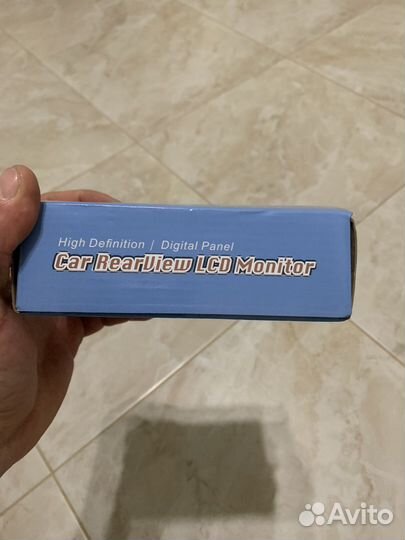 High Definition / Digital Panel
Car RearView LCD Monitor
Avito